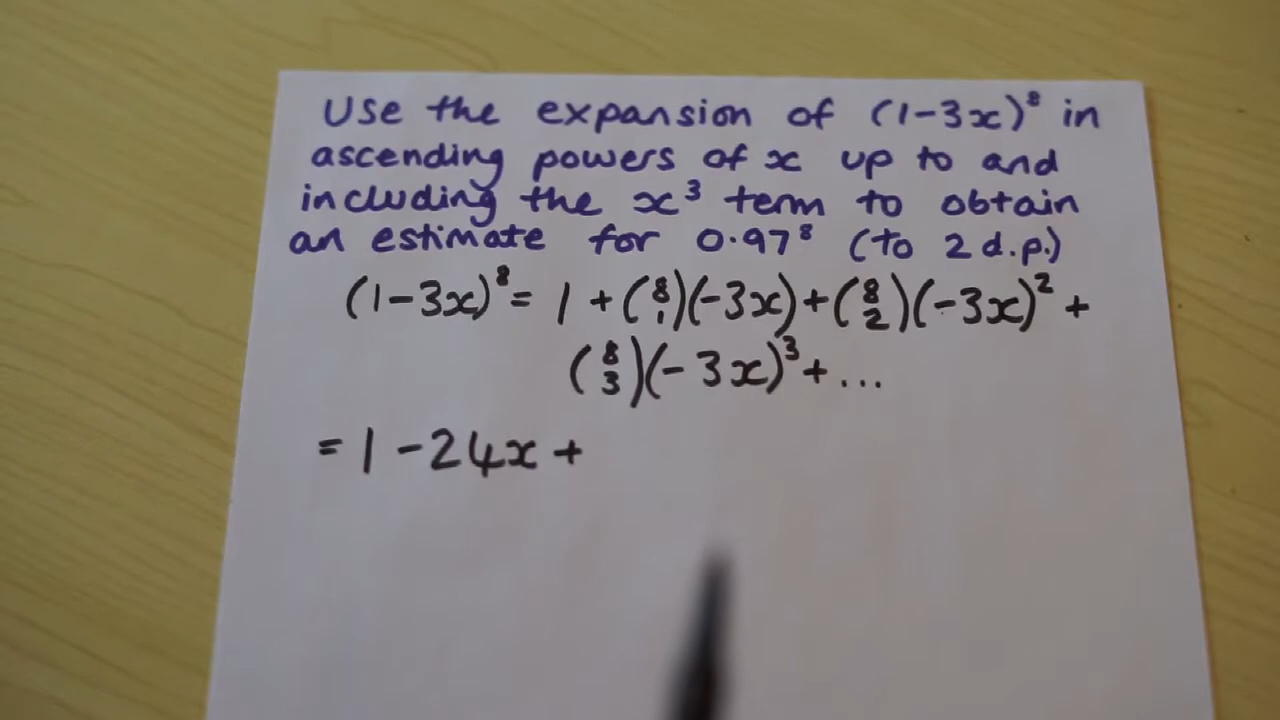 Use the expansion of (1-3x)⁸ in
ascending powers of x up to and
including the x³ term to obtain
an estimate for 0.97⁸ (to 2 d.p.)
(1-3x)⁸ = 1 + (8 1)(-3x) + (8 2)(-3x)² +
(8 3)(-3x)³ + ...
= 1 - 24x +